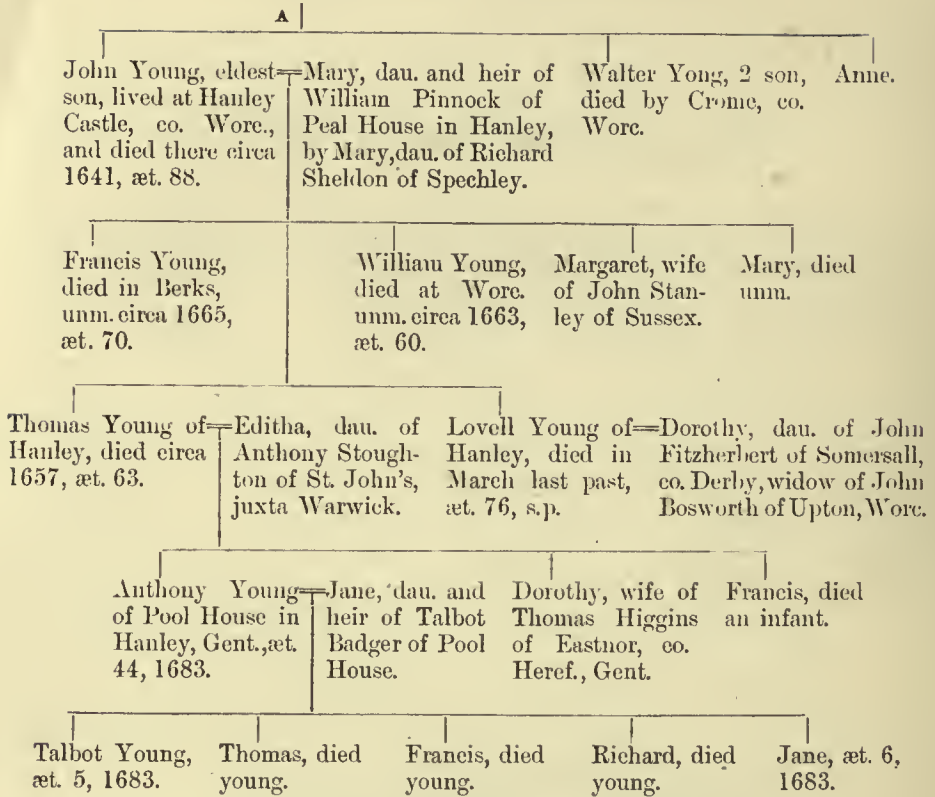 A
John Young, eldest
son, lived at Hanley
Castle, co. Worc.,
and died there circa
1641, æt. 88.
Mary, dau. and heir of
William Pinnock of
Peal House in Hanley,
by Mary, dau. of Richard
Sheldon of Spechley.
Walter Yong, 2 son,
died by Crome, co.
Worc.
Anne.
Francis Young,
died in Berks,
unm. circa 1665,
æt. 70.
William Young,
died at Worc.
unm. circa 1663,
æt. 60.
Margaret, wife
of John Stan-
ley of Sussex.
Mary, died
unm.
Thomas Young of
Hanley, died circa
1657, æt. 63.
Editha, dau. of
Anthony Stough-
ton of St. John's,
juxta Warwick.
Lovell Young of
Hanley, died in
March last past,
æt. 76, s.p.
Dorothy, dau. of John
Fitzherbert of Somersall,
co. Derby, widow of John
Bosworth of Upton, Worc.
Anthony Young
of Pool House in
Hanley, Gent., æt.
44, 1683.
Jane, dau. and
heir of Talbot
Badger of Pool
House.
Dorothy, wife of
Thomas Higgins
of Eastnor, co.
Heref., Gent.
Francis, died
an infant.
Talbot Young,
æt. 5, 1683.
Thomas, died
young.
Francis, died
young.
Richard, died
young.
Jane, æt. 6,
1683.